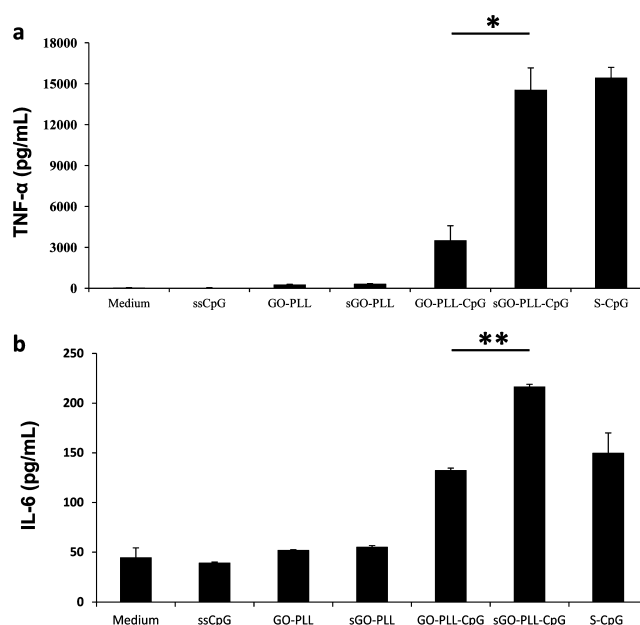 a
*
18000
15000
12000
9000
6000
3000
0
TNF-α (pg/mL)
Medium ssCpG GO-PLL sGO-PLL GO-PLL-CpG sGO-PLL-CpG S-CpG
b
**
250
200
150
100
50
0
IL-6 (pg/mL)
Medium ssCpG GO-PLL sGO-PLL GO-PLL-CpG sGO-PLL-CpG S-CpG